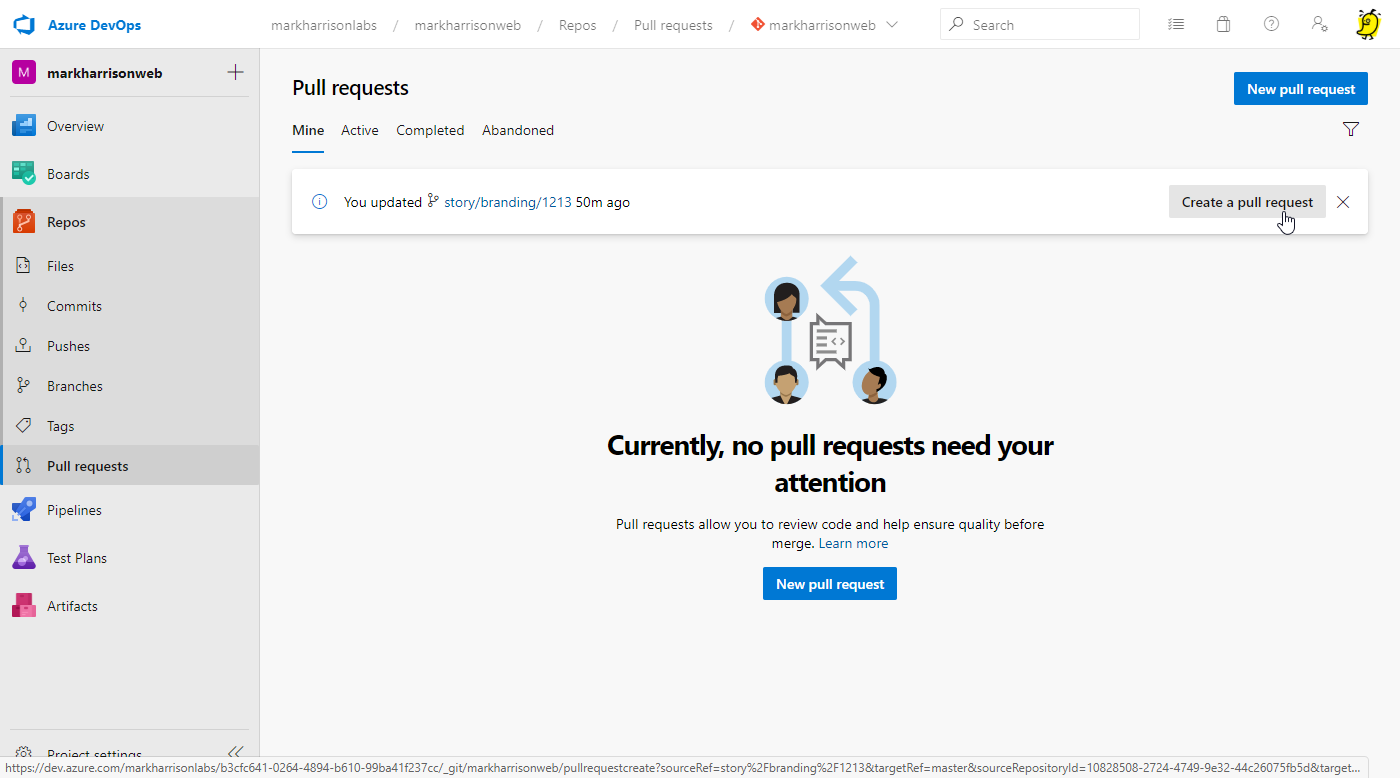 Azure DevOps
markharrisonlabs / markharrisonweb / Repos / Pull requests / markharrisonweb
Search
M markharrisonweb
Overview
Boards
Repos
Files
Commits
Pushes
Branches
Tags
Pull requests
Pipelines
Test Plans
Artifacts
Project settings
Pull requests
New pull request
Mine Active Completed Abandoned
You updated story/branding/1213 50m ago
Create a pull request
Currently, no pull requests need your
attention
Pull requests allow you to review code and help ensure quality before
merge. Learn more
New pull request
https://dev.azure.com/markharrisonlabs/b3cfc641-0264-4894-b610-99ba41f237cc/_git/markharrisonweb/pullrequestcreate?sourceRef=story%2Fbranding%2F1213&targetRef=master&sourceRepositoryId=10828508-2724-4749-9e32-44c26075fb5d&target...